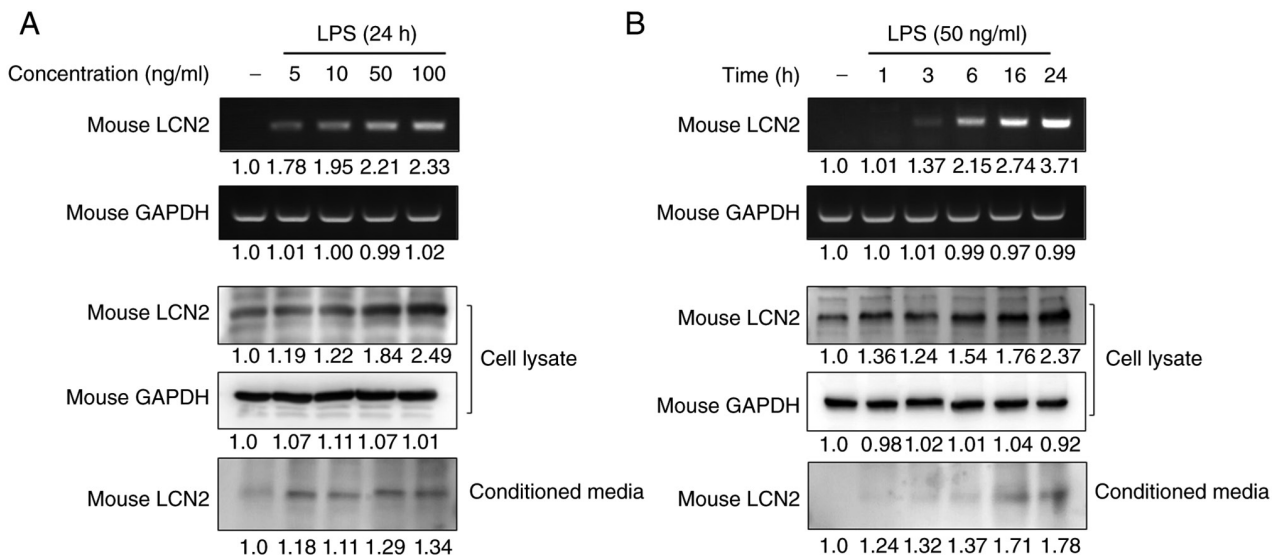 A
LPS (24 h)
Concentration (ng/ml) – 5 10 50 100
Mouse LCN2
1.0 1.78 1.95 2.21 2.33
Mouse GAPDH
1.0 1.01 1.00 0.99 1.02
Mouse LCN2
1.0 1.19 1.22 1.84 2.49
Cell lysate
Mouse GAPDH
1.0 1.07 1.11 1.07 1.01
Mouse LCN2
Conditioned media
1.0 1.18 1.11 1.29 1.34
B
LPS (50 ng/ml)
Time (h) – 1 3 6 16 24
Mouse LCN2
1.0 1.01 1.37 2.15 2.74 3.71
Mouse GAPDH
1.0 1.0 1.01 0.99 0.97 0.99
Mouse LCN2
1.0 1.36 1.24 1.54 1.76 2.37
Cell lysate
Mouse GAPDH
1.0 0.98 1.02 1.01 1.04 0.92
Mouse LCN2
Conditioned media
1.0 1.24 1.32 1.37 1.71 1.78